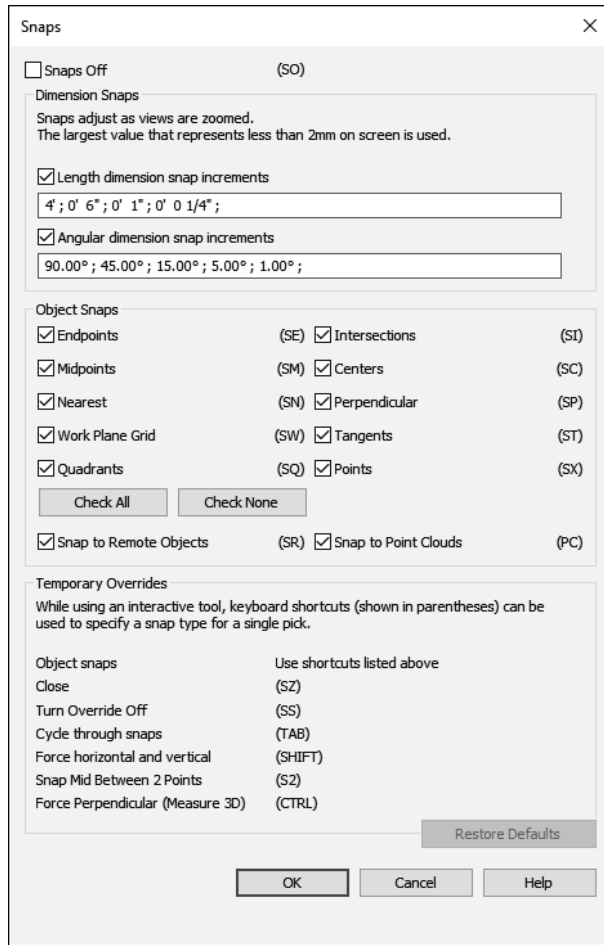 Snaps
Snaps Off (SO)
Dimension Snaps
Snaps adjust as views are zoomed.
The largest value that represents less than 2mm on screen is used.
Length dimension snap increments
4' ; 0' 6" ; 0' 1" ; 0' 0 1/4" ;
Angular dimension snap increments
90.00° ; 45.00° ; 15.00° ; 5.00° ; 1.00° ;
Object Snaps
Endpoints (SE) Intersections (SI)
Midpoints (SM) Centers (SC)
Nearest (SN) Perpendicular (SP)
Work Plane Grid (SW) Tangents (ST)
Quadrants (SQ) Points (SX)
Check All Check None
Snap to Remote Objects (SR) Snap to Point Clouds (PC)
Temporary Overrides
While using an interactive tool, keyboard shortcuts (shown in parentheses) can be
used to specify a snap type for a single pick.
Object snaps Use shortcuts listed above
Close (SZ)
Turn Override Off (SS)
Cycle through snaps (TAB)
Force horizontal and vertical (SHIFT)
Snap Mid Between 2 Points (S2)
Force Perpendicular (Measure 3D) (CTRL)
Restore Defaults
OK Cancel Help